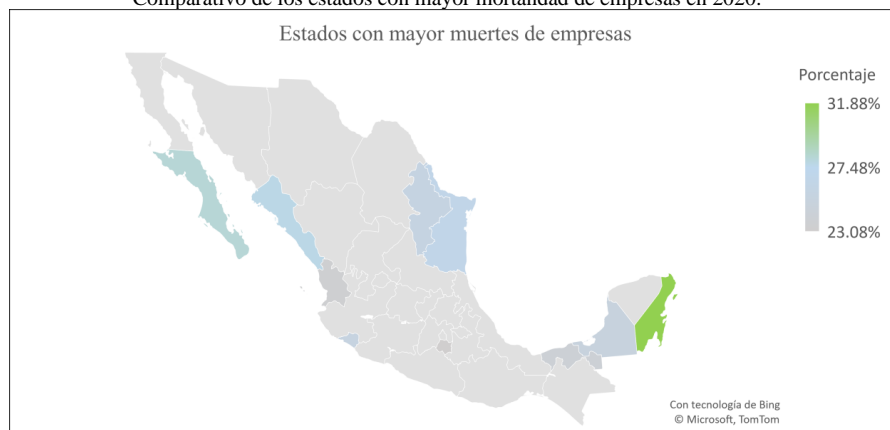 Comparativo de los estados con mayor mortandad de empresas en 2020.
Estados con mayor muertes de empresas
Porcentaje
31.88%
27.48%
23.08%
Con tecnología de Bing
© Microsoft, TomTom